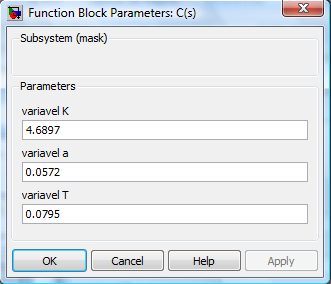 Function Block Parameters: C(s)
Subsystem (mask)
Parameters
variavel K
4.6897
variavel a
0.0572
variavel T
0.0795
OK Cancel Help Apply